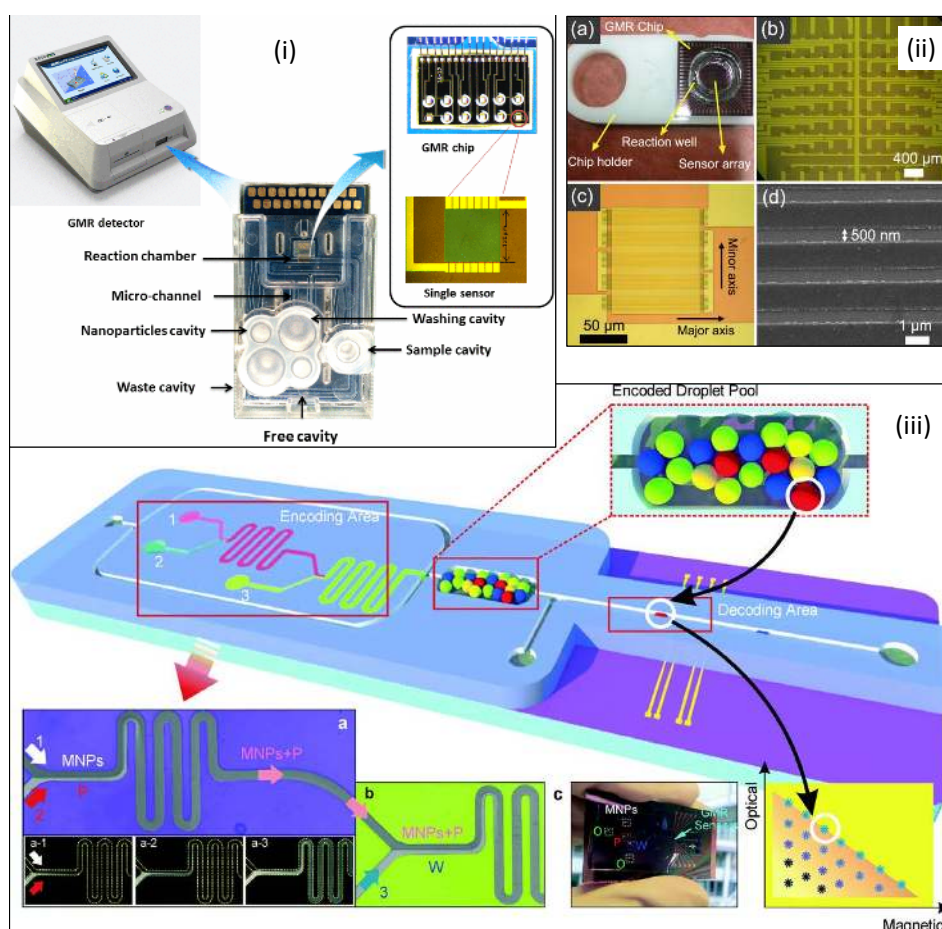 (i)
GMR detector
GMR chip
Single sensor
Reaction chamber
Micro-channel
Nanoparticles cavity
Washing cavity
Sample cavity
Waste cavity
Free cavity
(ii)
(a)
GMR Chip
Reaction well
Chip holder
Sensor array
(b)
400 μm
(c)
Minor axis
50 μm
Major axis
(d)
500 nm
1 μm
(iii)
Encoded Droplet Pool
Encoding Area
1
2
3
Decoding Area
a
1
MNPs
P
2
MNPs+P
a-1
a-2
a-3
b
MNPs+P
W
3
c
MNPs
O
P
W
O
GMR
Optical
Magnetic